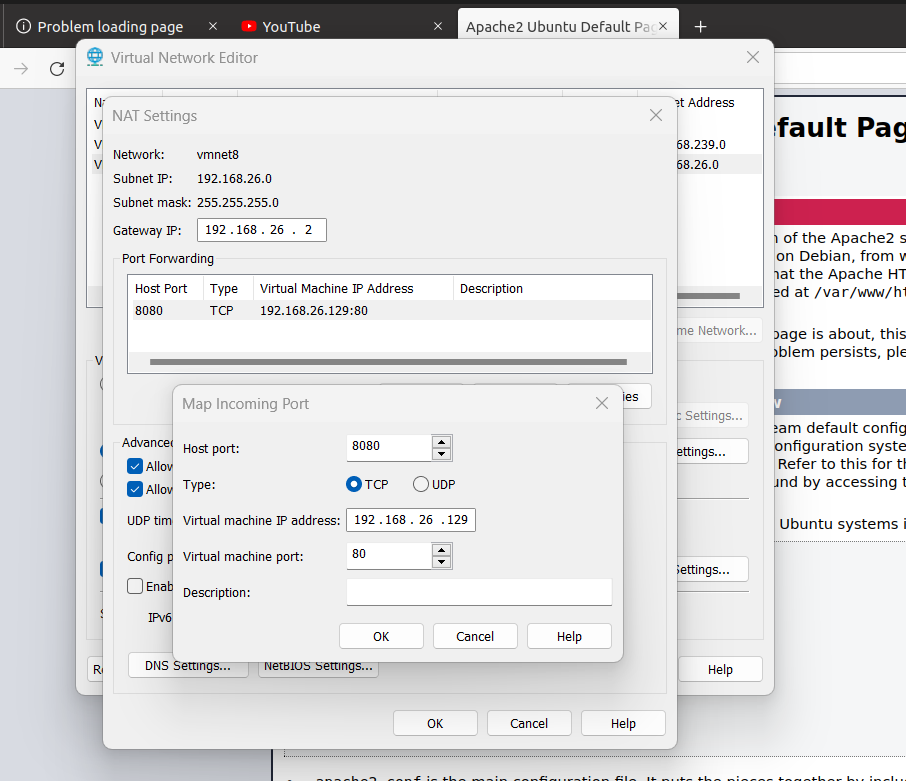 Problem loading page
YouTube
Apache2 Ubuntu Default Pag
Virtual Network Editor
NAT Settings
et Address
68.239.0
68.26.0
Network: vmnet8
Subnet IP: 192.168.26.0
Subnet mask: 255.255.255.0
Gateway IP: 192.168.26.2
Port Forwarding
Host Port Type Virtual Machine IP Address Description
8080 TCP 192.168.26.129:80
Map Incoming Port
Host port: 8080
Type: TCP UDP
Virtual machine IP address: 192.168.26.129
Virtual machine port: 80
Description:
OK Cancel Help
Advanced
Allow
Allow
UDP tim
Config p
Enab
IPv6
DNS Settings... NetBIOS Settings...
OK Cancel Help
me Network...
c Settings...
ettings...
Settings...
Help
efault Pag
n of the Apache2 s
on Debian, from w
hat the Apache HT
ed at /var/www/ht
page is about, this
oblem persists, ple
w
eam default config
onfiguration syste
Refer to this for th
und by accessing t
Ubuntu systems i
apache2.conf is the main configuration file. It puts the pieces together by inclu